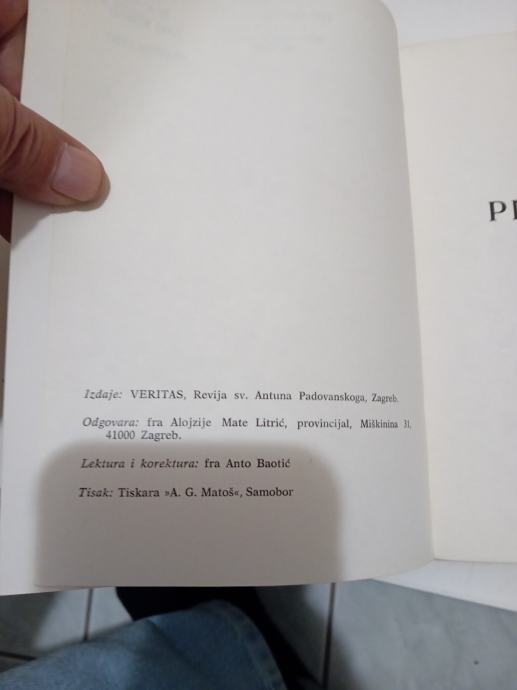 Izdaje: VERITAS, Revija sv. Antuna Padovanskoga, Zagreb.
Odgovara: fra Alojzije Mate Litrić, provincijal, Miškinina 31,
41000 Zagreb.
Lektura i korektura: fra Anto Baotić
Tisak: Tiskara »A. G. Matoš«, Samobor